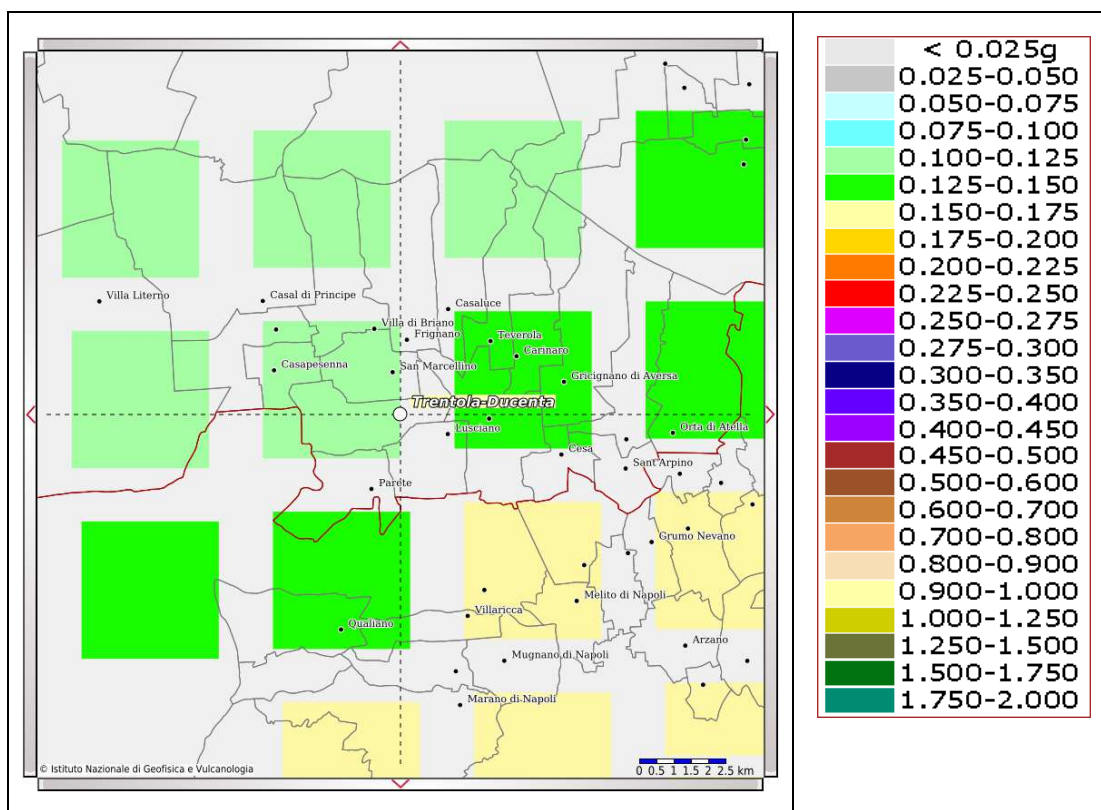 Villa Literno
Casal di Principe
Casaluce
Villa di Briano
Frignano
Teverola
Carinaro
Casapesenna
San Marcellino
Gricignano di Aversa
Trentola-Ducenta
Lusciano
Orta di Atella
Cesa
Sant'Arpino
Parete
Grumo Nevano
Melito di Napoli
Villaricca
Qualiano
Arzano
Mugnano di Napoli
Marano di Napoli
© Istituto Nazionale di Geofisica e Vulcanologia
0 0.5 1 1.5 2 2.5 km
< 0.025g
0.025-0.050
0.050-0.075
0.075-0.100
0.100-0.125
0.125-0.150
0.150-0.175
0.175-0.200
0.200-0.225
0.225-0.250
0.250-0.275
0.275-0.300
0.300-0.350
0.350-0.400
0.400-0.450
0.450-0.500
0.500-0.600
0.600-0.700
0.700-0.800
0.800-0.900
0.900-1.000
1.000-1.250
1.250-1.500
1.500-1.750
1.750-2.000